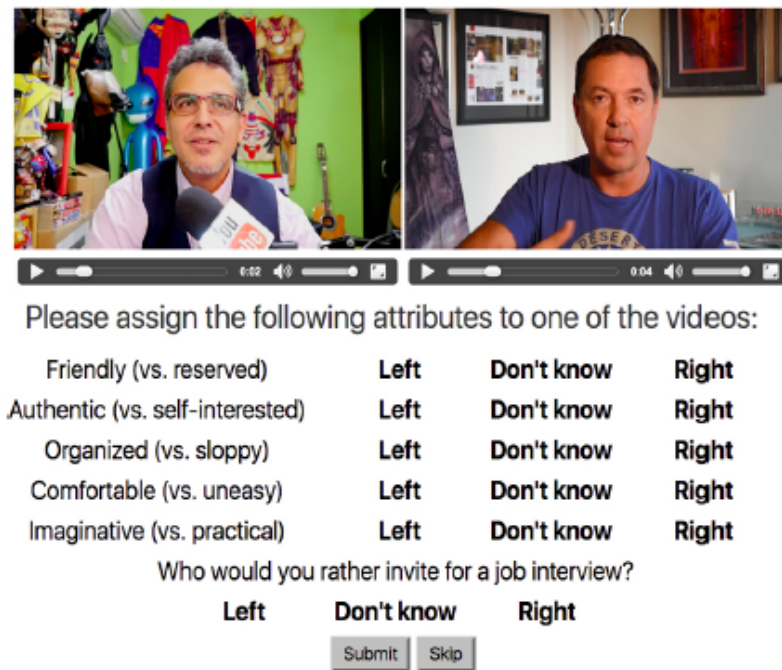 You
Tube
DESERT
0:02
0:04
Please assign the following attributes to one of the videos:
Friendly (vs. reserved) Left Don't know Right
Authentic (vs. self-interested) Left Don't know Right
Organized (vs. sloppy) Left Don't know Right
Comfortable (vs. uneasy) Left Don't know Right
Imaginative (vs. practical) Left Don't know Right
Who would you rather invite for a job interview?
Left Don't know Right
Submit Skip